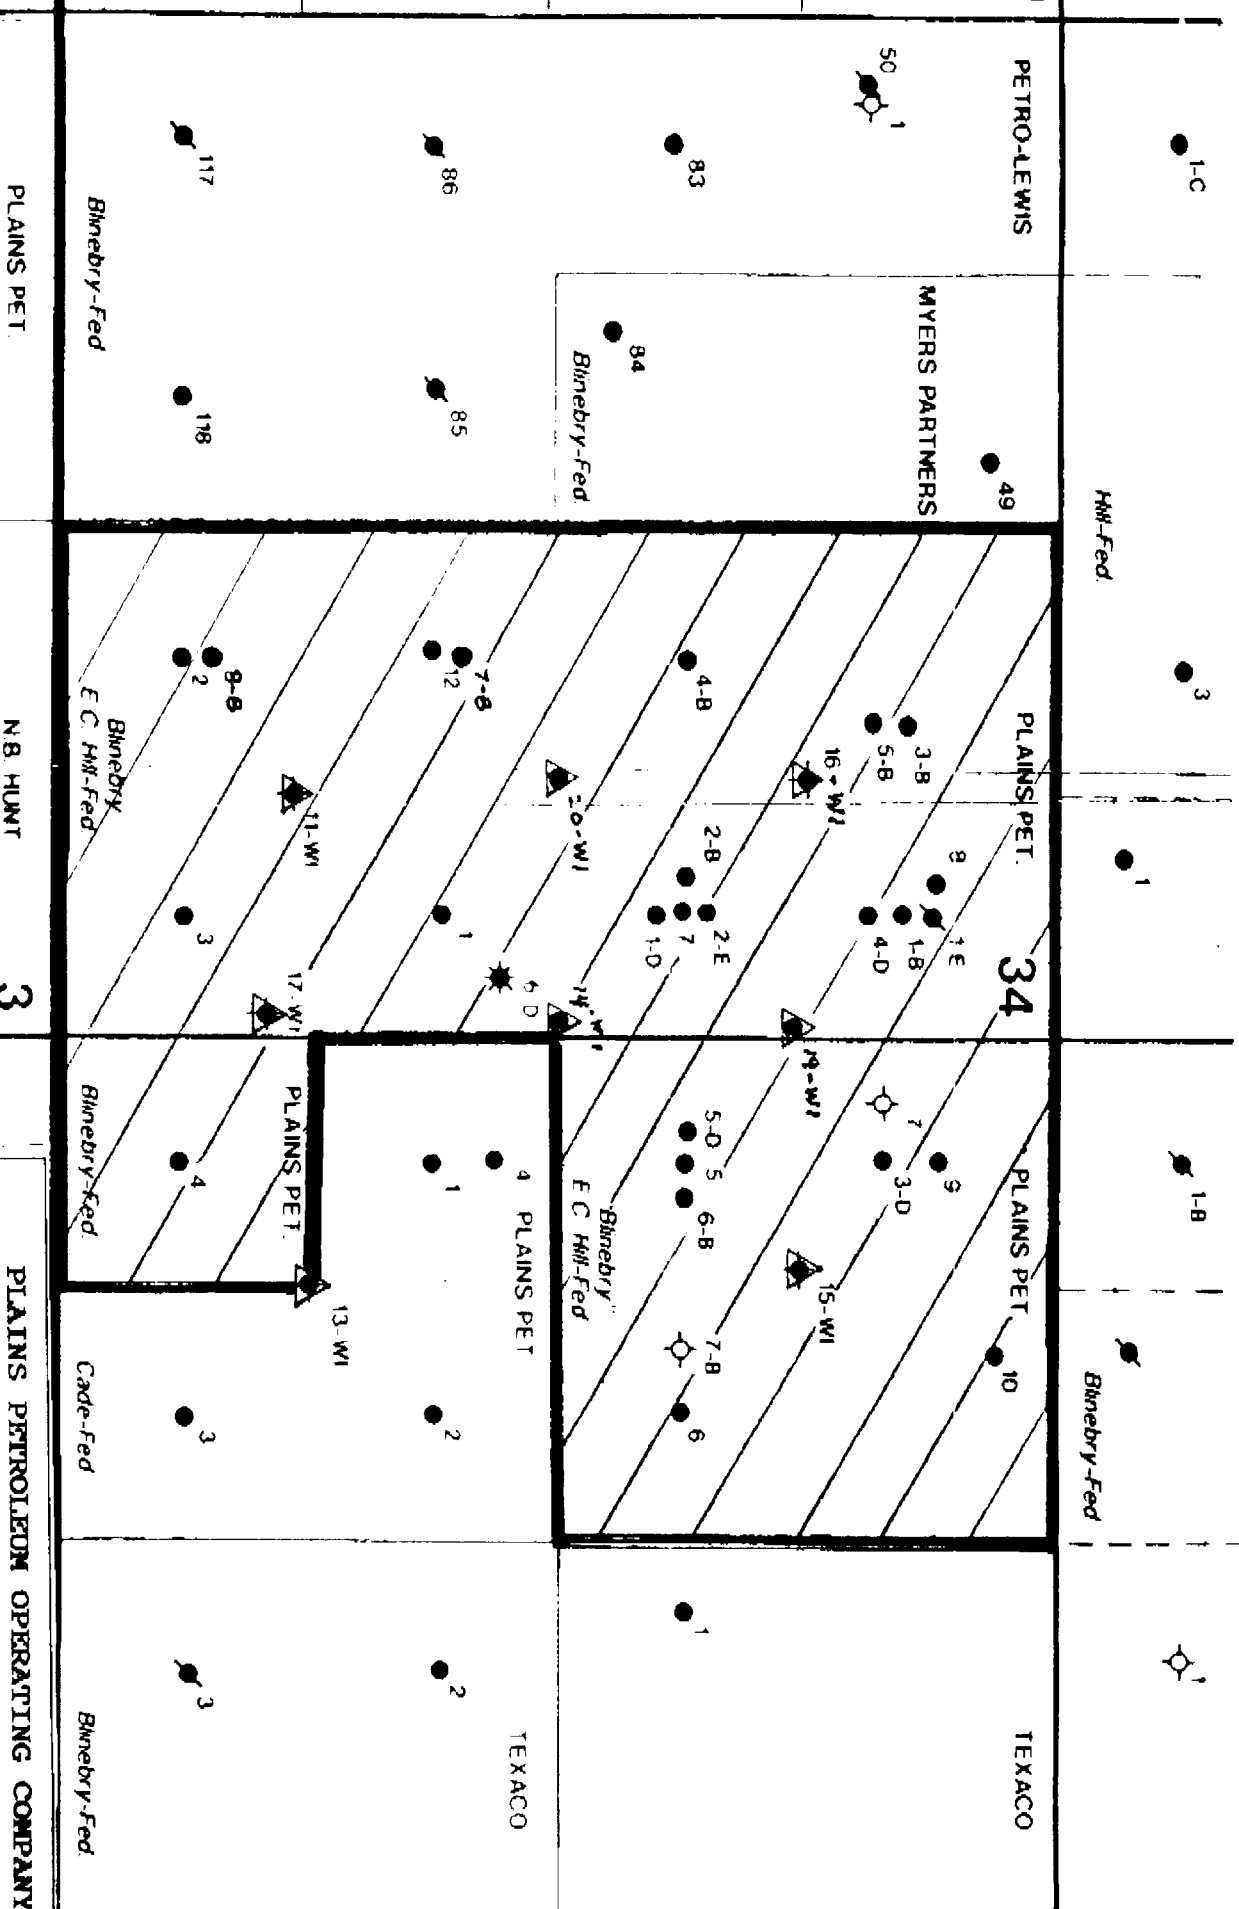 1-C
Hill-Fed.
3
1
1-B
Blinebry-Fed
1
PETRO-LEWIS
50
1
83
86
117
Blinebry-Fed
MYERS PARTNERS
49
84
Blinebry-Fed.
85
118
PLAINS PET.
34
3-B
5-B
16-WI
8
1E
1-B
4-D
4-B
2-B
2-E
7
1-D
20-WI
7-B
12
1
6 D
14-WI
19-WI
8-B
2
11-WI
3
17-WI
Blinebry
E C. Hill-Fed
PLAINS PET.
9
3-D
7
10
15-WI
5-D
5
6-B
7-B
6
"Blinebry"
E C Hill-Fed
PLAINS PET
4
1
2
PLAINS PET.
4
Blinebry-Fed.
13-WI
3
Cade-Fed
TEXACO
1
TEXACO
2
3
Blinebry-Fed.
PLAINS PET.
N.B. HUNT
3
PLAINS PETROLEUM OPERATING COMPANY